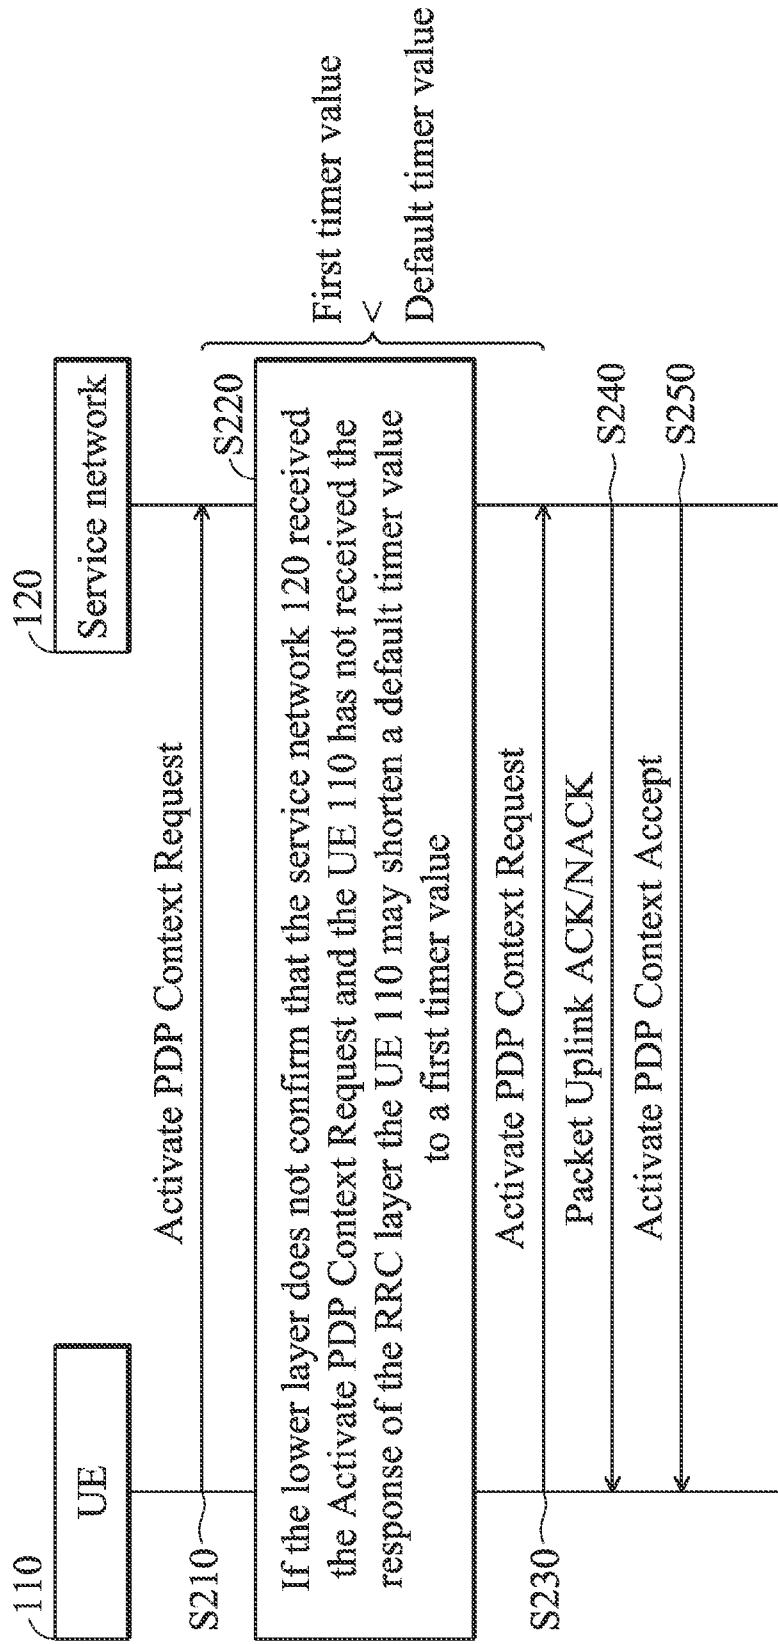 110
UE
120
Service network
Activate PDP Context Request
S210
S220
If the lower layer does not confirm that the service network 120 received
the Activate PDP Context Request and the UE 110 has not received the
response of the RRC layer the UE 110 may shorten a default timer value
to a first timer value
First timer value
<
Default timer value
Activate PDP Context Request
S230
Packet Uplink ACK/NACK
S240
Activate PDP Context Accept
S250